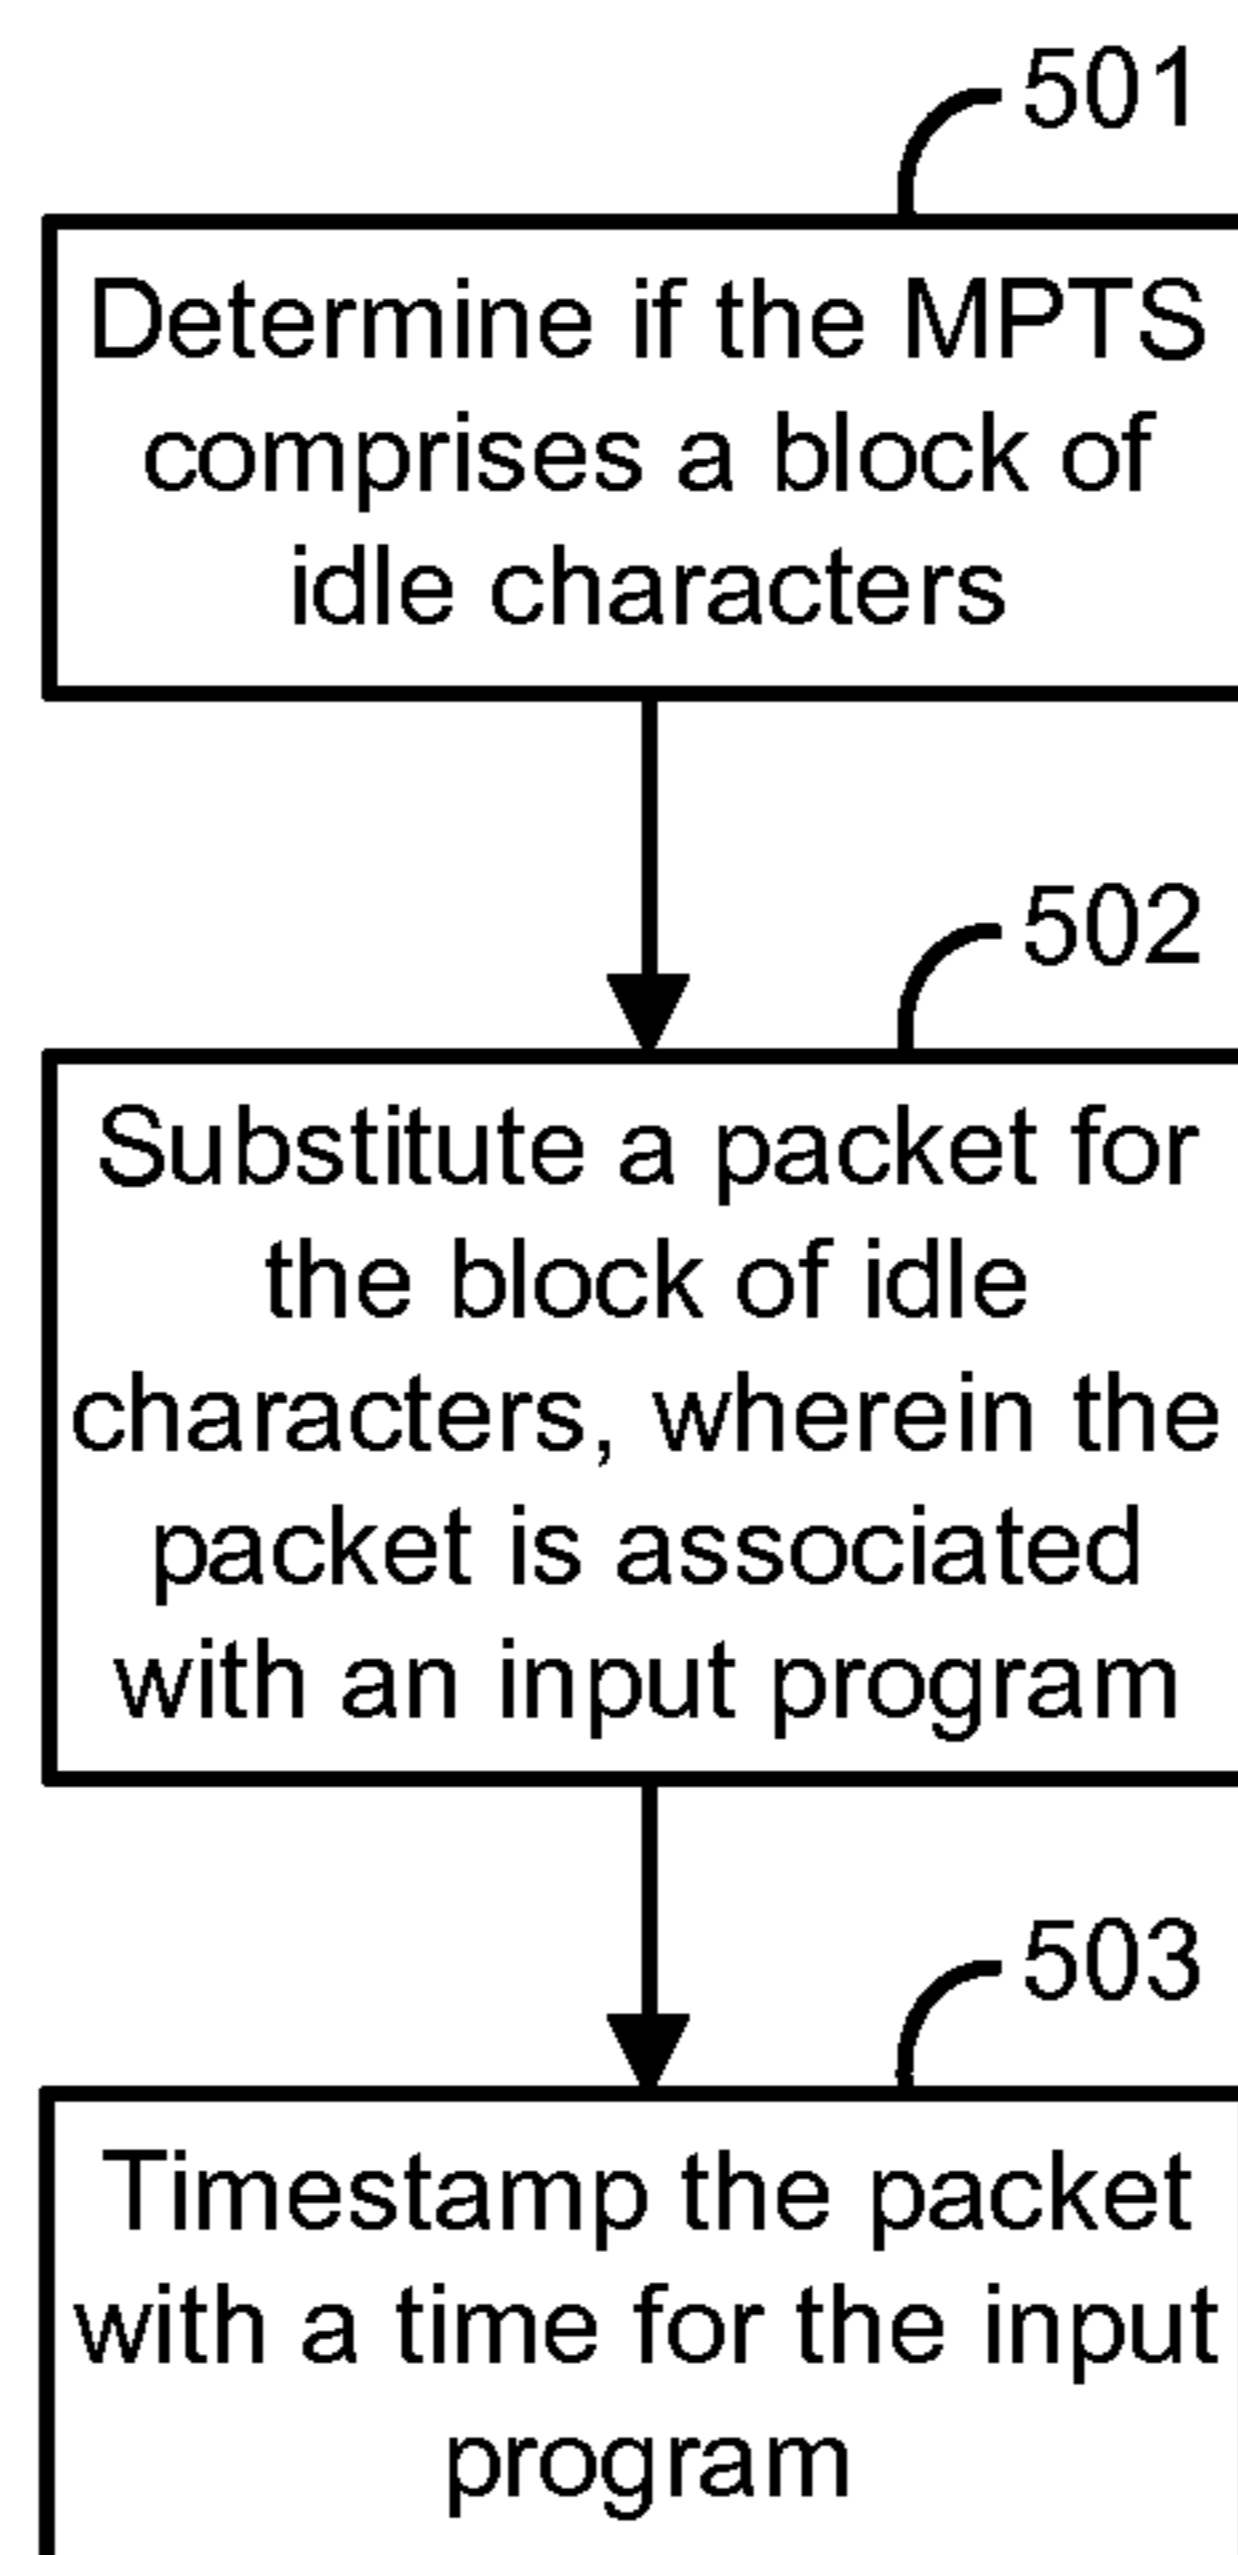 501
Determine if the MPTS
comprises a block of
idle characters
502
Substitute a packet for
the block of idle
characters, wherein the
packet is associated
with an input program
503
Timestamp the packet
with a time for the input
program